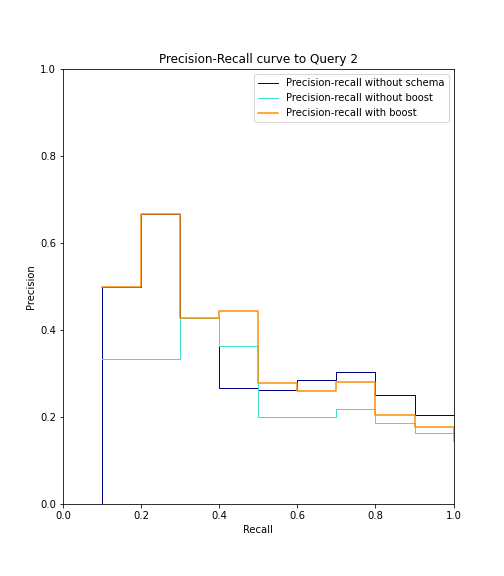 Precision-Recall curve to Query 2
Precision-recall without schema
Precision-recall without boost
Precision-recall with boost
1.0
0.8
0.6
0.4
0.2
0.0
Precision
0.0 0.2 0.4 0.6 0.8 1.0
Recall